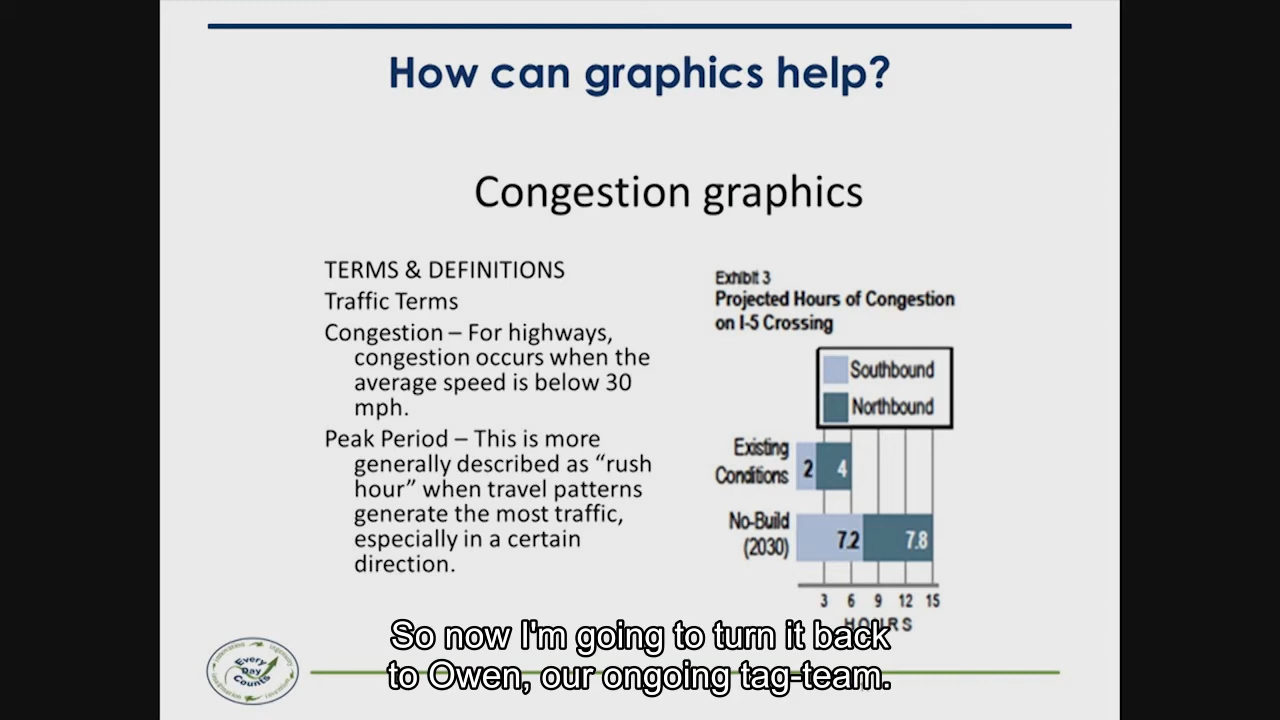 How can graphics help?
Congestion graphics
TERMS & DEFINITIONS
Traffic Terms
Congestion – For highways,
congestion occurs when the
average speed is below 30
mph.
Peak Period – This is more
generally described as “rush
hour” when travel patterns
generate the most traffic,
especially in a certain
direction.
Exhibit 3
Projected Hours of Congestion
on I-5 Crossing
Southbound
Northbound
Existing
Conditions
2 4
No-Build
(2030)
7.2 7.8
3 6 9 12 15
HOURS
Every
Day
Counts
So now I'm going to turn it back
to Owen, our ongoing tag-team.